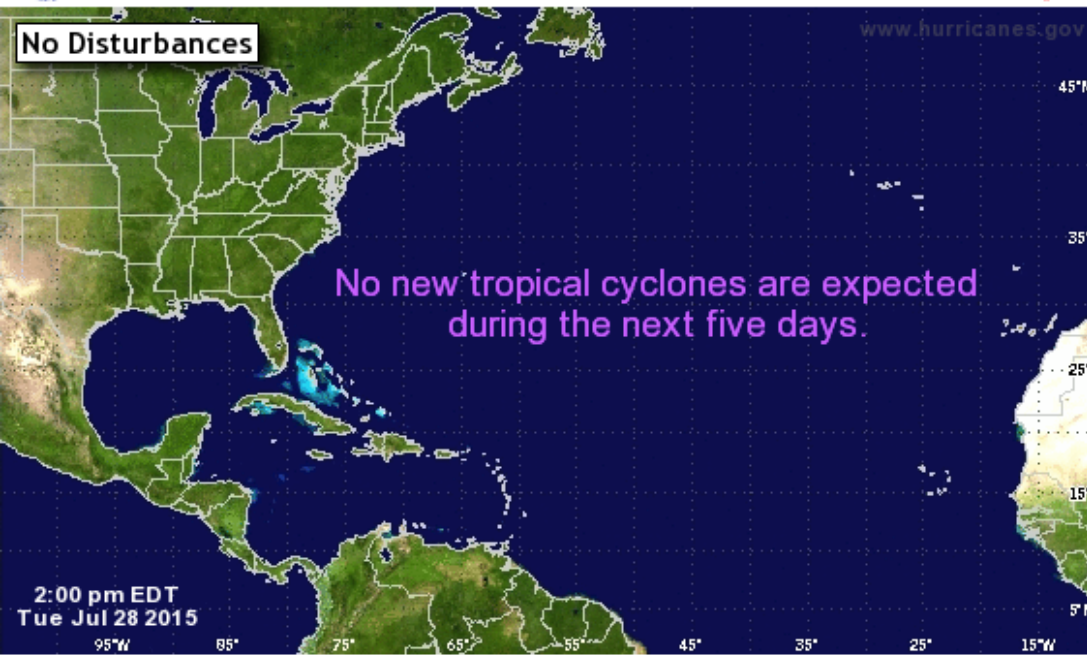 No Disturbances
www.hurricanes.gov
45°N
35°
No new tropical cyclones are expected
during the next five days.
25°
15°
2:00 pm EDT
Tue Jul 28 2015
5°N
95°W 85° 75° 65° 55° 45° 35° 25° 15°W